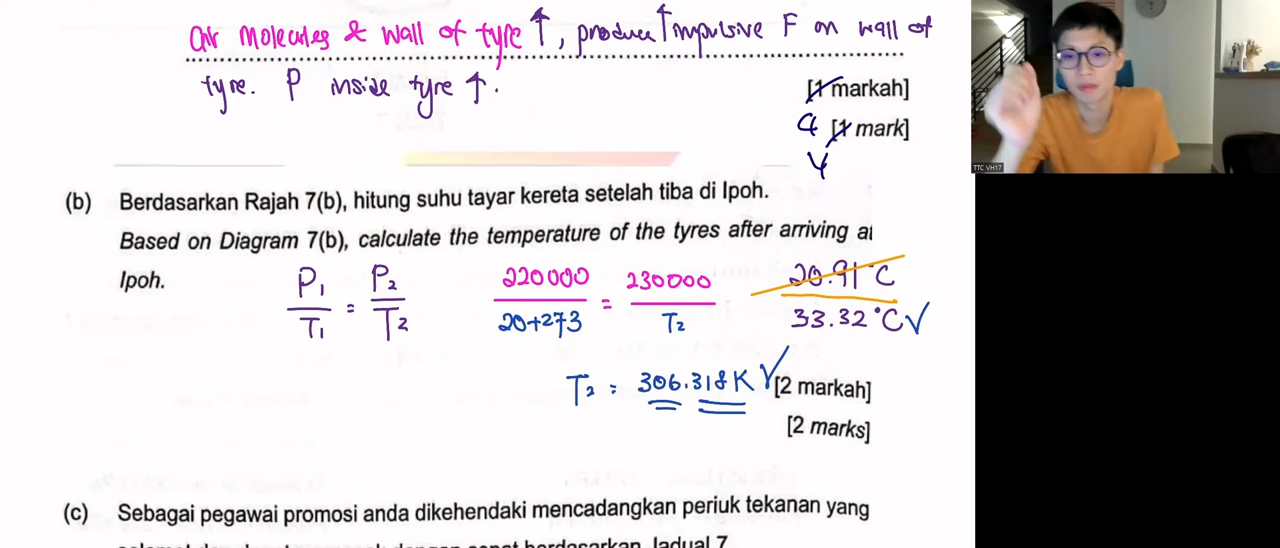 air molecules & wall of tyre ↑, produce ↑ impulsive F on wall of
tyre. P inside tyre ↑.
[1 markah]
4 [1 mark]
(b) Berdasarkan Rajah 7(b), hitung suhu tayar kereta setelah tiba di Ipoh.
Based on Diagram 7(b), calculate the temperature of the tyres after arriving at
Ipoh.
P₁/T₁ = P₂/T₂
220000/20+273 = 230000/T₂
20.91°C
33.32°C ✓
T₂ = 306.318K ✓
[2 markah]
[2 marks]
(c) Sebagai pegawai promosi anda dikehendaki mencadangkan periuk tekanan yang
TTC VH17